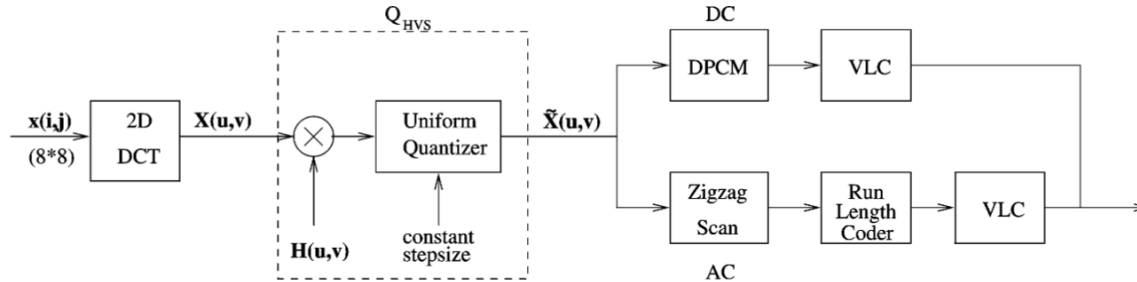 Q_HVS
DC
DPCM
VLC
x(i,j)
(8*8)
2D
DCT
X(u,v)
Uniform
Quantizer
X̃(u,v)
H(u,v)
constant
stepsize
Zigzag
Scan
Run
Length
Coder
VLC
AC